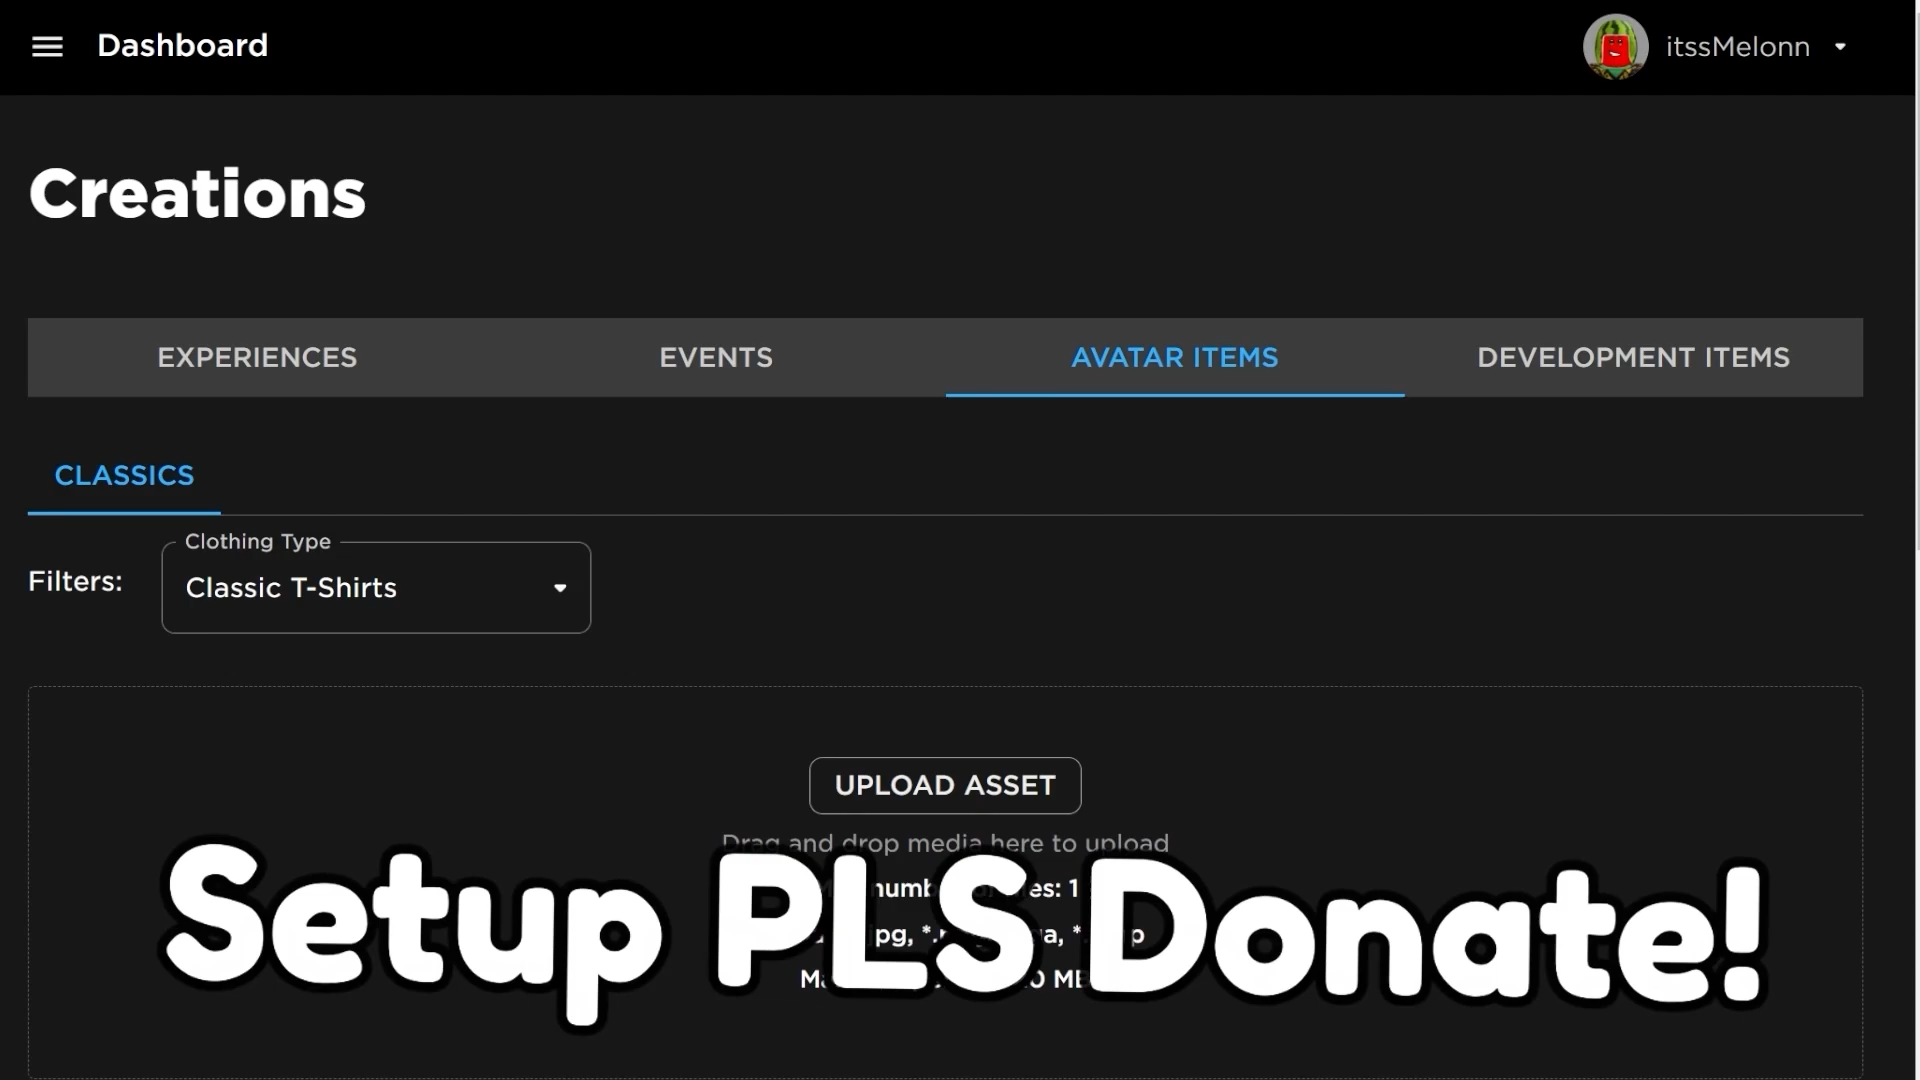 Dashboard
itssMelonn
Creations
EXPERIENCES
EVENTS
AVATAR ITEMS
DEVELOPMENT ITEMS
CLASSICS
Clothing Type
Filters:
Classic T-Shirts
UPLOAD ASSET
Drag and drop media here to upload
1
Setup PLS Donate!